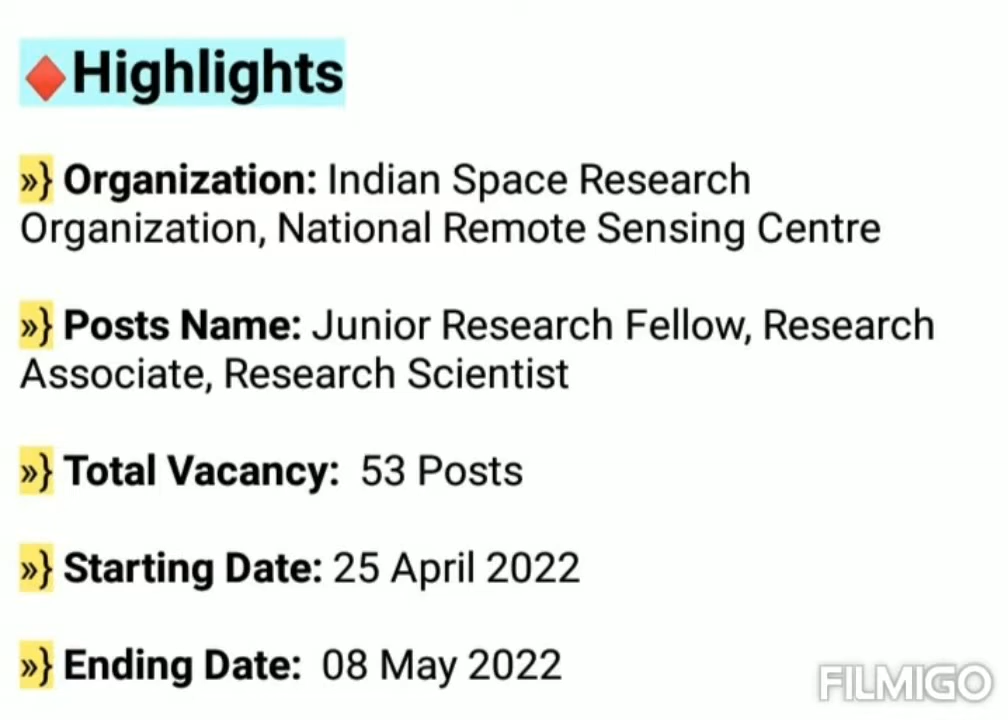 ♦Highlights
»} Organization: Indian Space Research
Organization, National Remote Sensing Centre
»} Posts Name: Junior Research Fellow, Research
Associate, Research Scientist
»} Total Vacancy: 53 Posts
»} Starting Date: 25 April 2022
»} Ending Date: 08 May 2022
FILMIGO